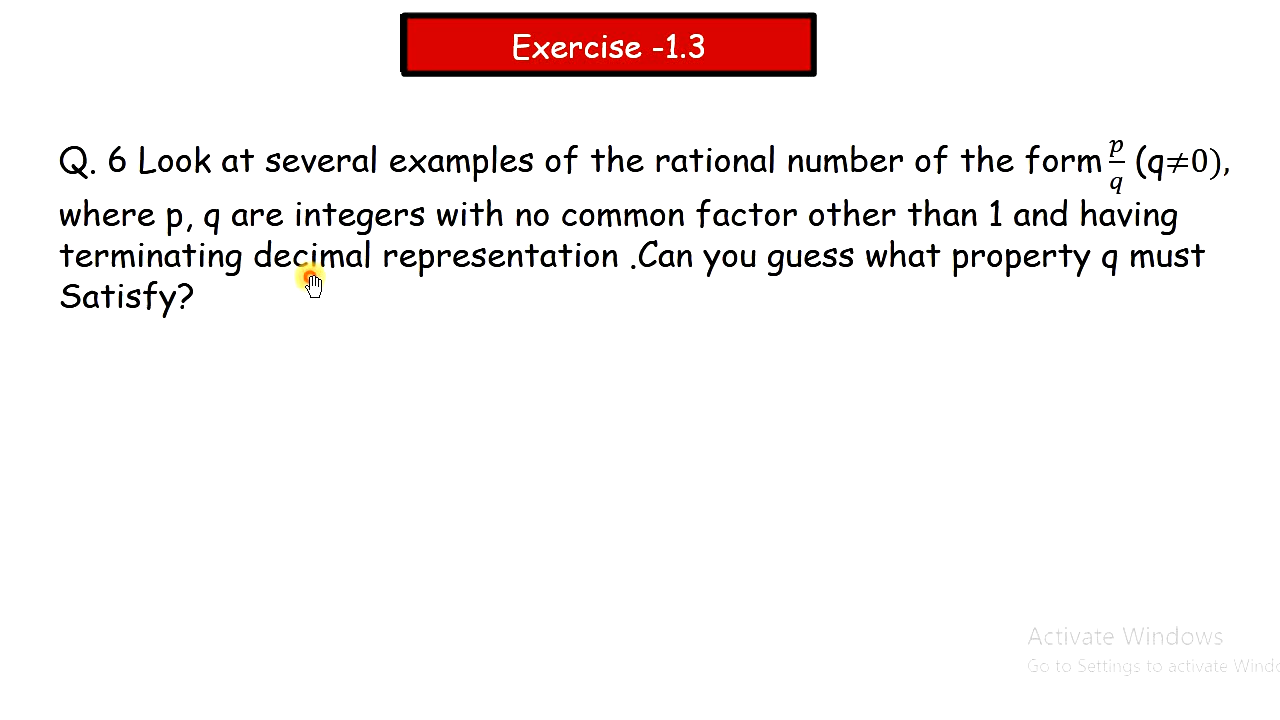 Exercise -1.3
Q. 6 Look at several examples of the rational number of the form p/q (q≠0),
where p, q are integers with no common factor other than 1 and having
terminating decimal representation .Can you guess what property q must
Satisfy?
Activate Windows
Go to Settings to activate Windo